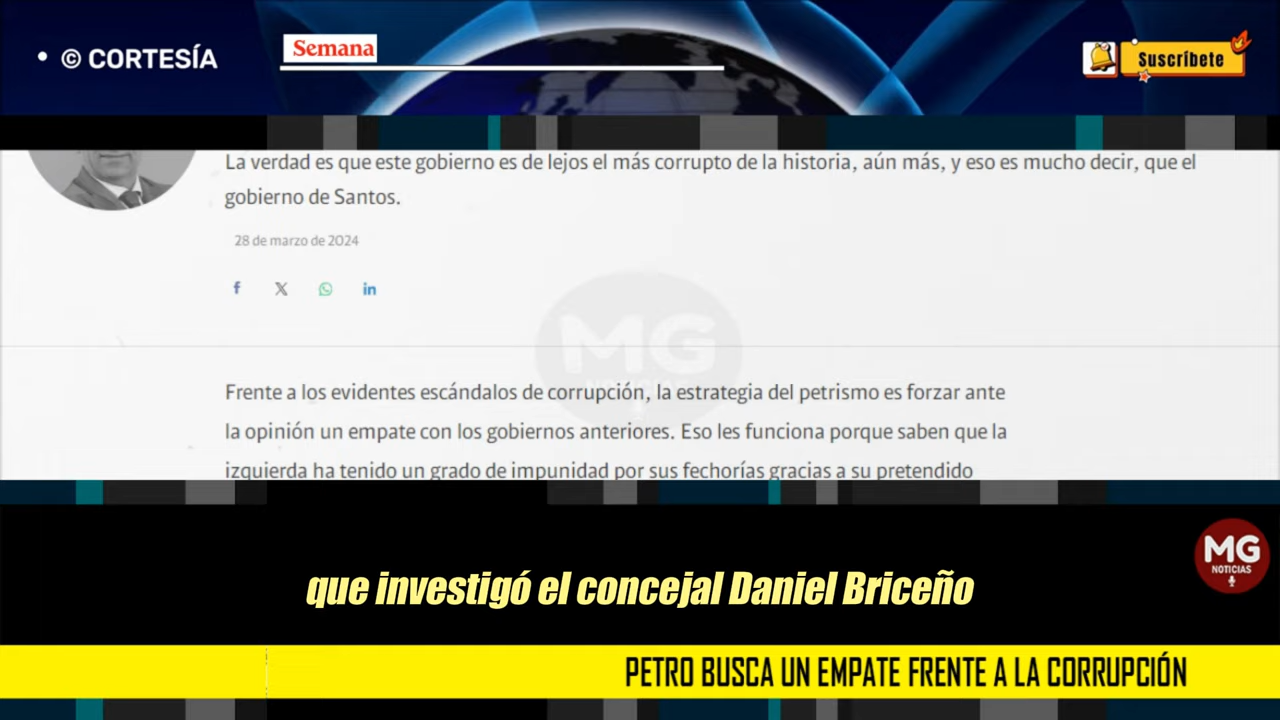 • © CORTESÍA
Semana
Suscríbete
La verdad es que este gobierno es de lejos el más corrupto de la historia, aún más, y eso es mucho decir, que el
gobierno de Santos.
28 de marzo de 2024
MG
NOTICIAS
Frente a los evidentes escándalos de corrupción, la estrategia del petrismo es forzar ante
la opinión un empate con los gobiernos anteriores. Eso les funciona porque saben que la
izquierda ha tenido un grado de impunidad por sus fechorías gracias a su pretendido
MG
NOTICIAS
que investigó el concejal Daniel Briceño
PETRO BUSCA UN EMPATE FRENTE A LA CORRUPCIÓN